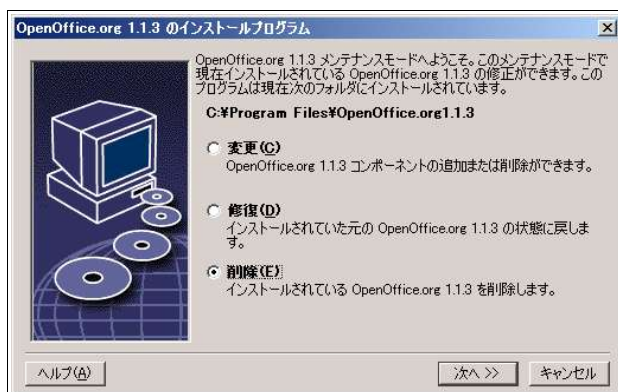 OpenOffice.org 1.1.3 のインストールプログラム
OpenOffice.org 1.1.3 メンテナンスモードへようこそ。このメンテナンスモードで
現在インストールされている OpenOffice.org 1.1.3 の修正ができます。この
プログラムは現在次のフォルダにインストールされています。
C:¥Program Files¥OpenOffice.org1.1.3
変更(C)
OpenOffice.org 1.1.3 コンポーネントの追加または削除ができます。
修復(D)
インストールされていた元の OpenOffice.org 1.1.3 の状態に戻しま
す。
削除(E)
インストールされている OpenOffice.org 1.1.3 を削除します。
ヘルプ(A)
次へ >>
キャンセル